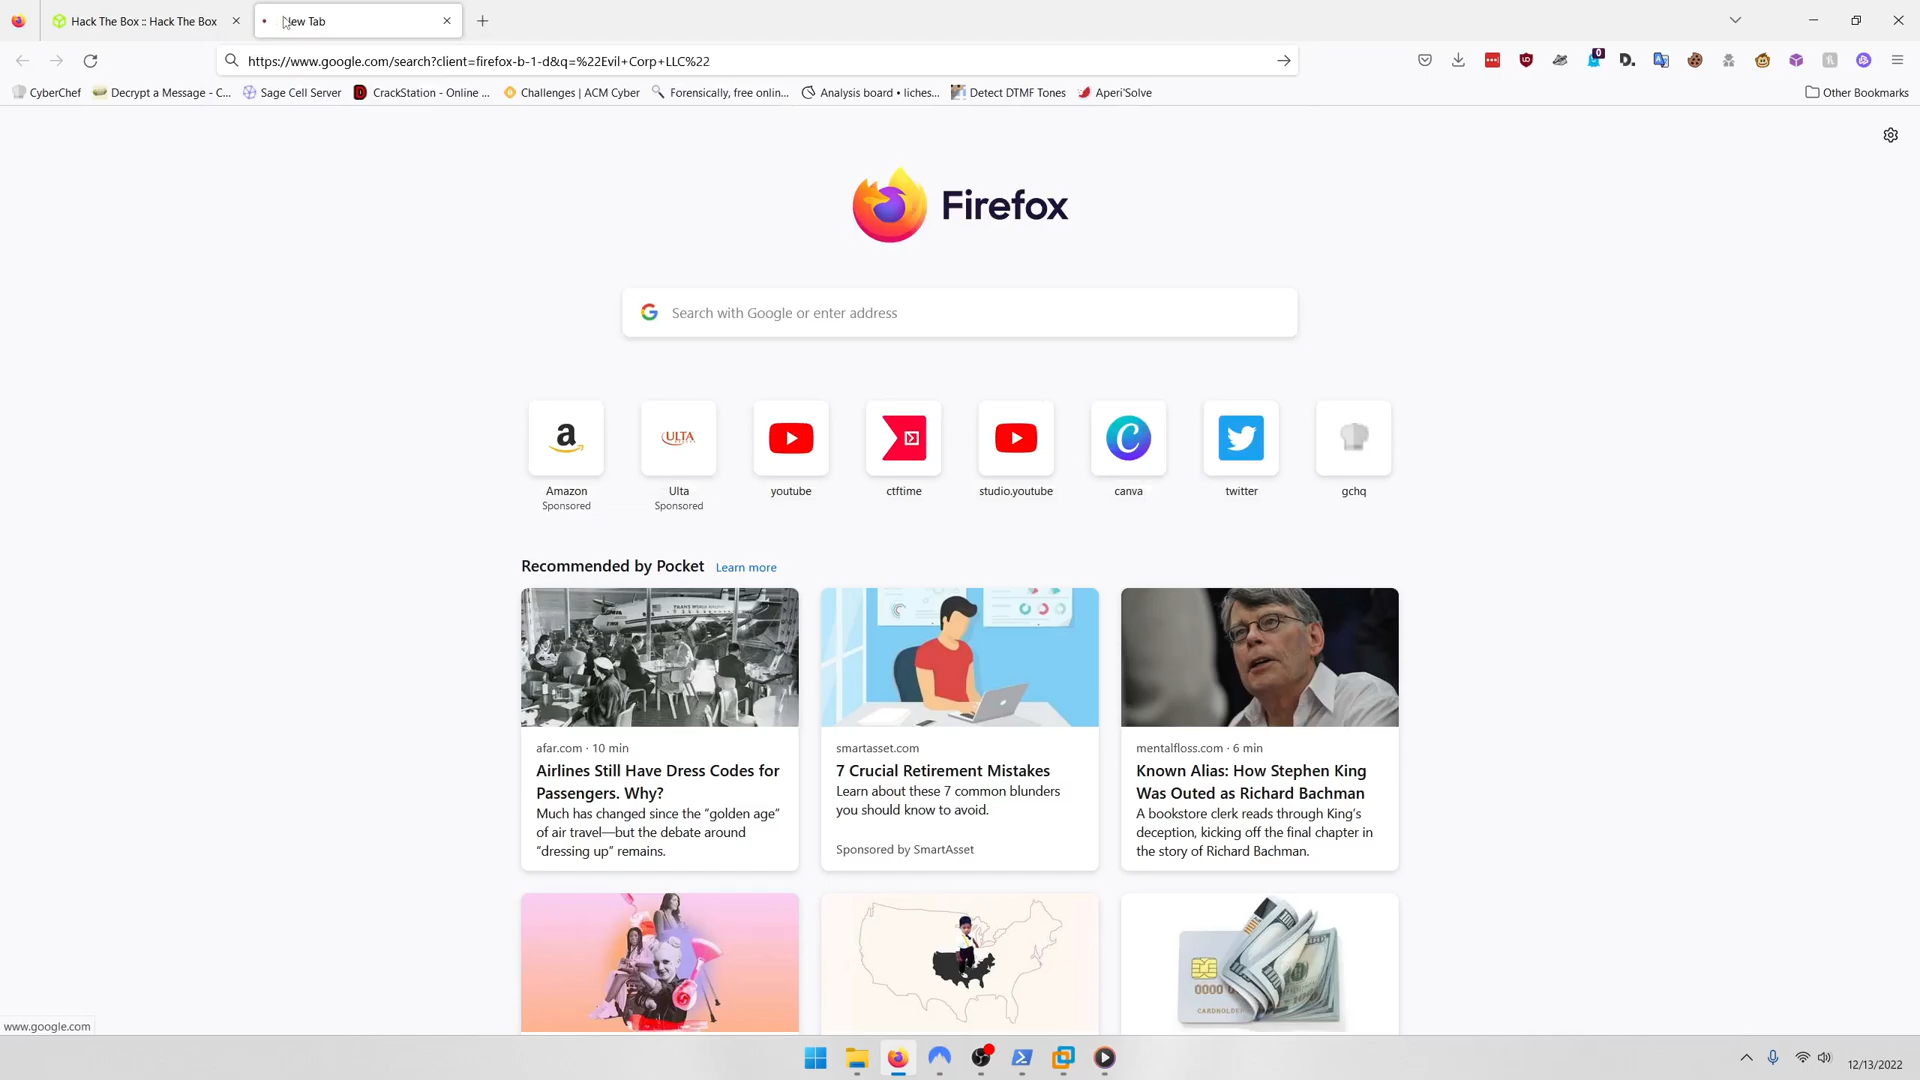 Hack The Box :: Hack The Box
New Tab
https://www.google.com/search?client=firefox-b-1-d&q=%22Evil+Corp+LLC%22
0
D.
CyberChef
Decrypt a Message - C...
Sage Cell Server
CrackStation - Online ...
Challenges | ACM Cyber
Forensically, free onlin...
Analysis board • liches...
Detect DTMF Tones
Aperi'Solve
Other Bookmarks
Firefox
Search with Google or enter address
a
ULTA
Amazon
Sponsored
Ulta
Sponsored
youtube
ctftime
studio.youtube
canva
twitter
gchq
Recommended by Pocket
Learn more
TRANS WORLD
afar.com · 10 min
Airlines Still Have Dress Codes for
Passengers. Why?
Much has changed since the “golden age”
of air travel—but the debate around
“dressing up” remains.
smartasset.com
7 Crucial Retirement Mistakes
Learn about these 7 common blunders
you should know to avoid.
Sponsored by SmartAsset
mentalfloss.com · 6 min
Known Alias: How Stephen King
Was Outed as Richard Bachman
A bookstore clerk reads through King’s
deception, kicking off the final chapter in
the story of Richard Bachman.
0000
CARDHOLDER
www.google.com
12/13/2022